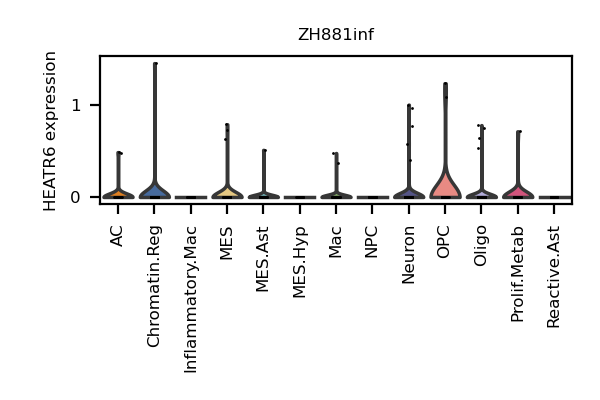 ZH881inf
HEATR6 expression
1
0
AC
Chromatin.Reg
Inflammatory.Mac
MES
MES.Ast
MES.Hyp
Mac
NPC
Neuron
OPC
Oligo
Prolif.Metab
Reactive.Ast